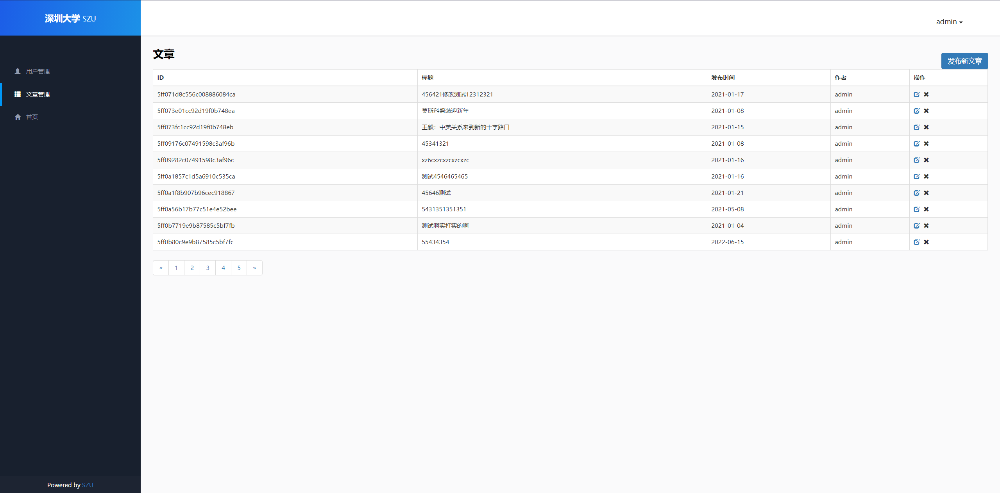 深圳大学 SZU
admin
用户管理
文章管理
首页
文章
发布新文章
ID 标题 发布时间 作者 操作
5ff071d8c556c008886084ca 456421修改测试12312321 2021-01-17 admin
5ff073e01cc92d19f0b748ea 莫斯科盛装迎新年 2021-01-08 admin
5ff073fc1cc92d19f0b748eb 王毅：中美关系来到新的十字路口 2021-01-15 admin
5ff09176c07491598c3af96b 45341321 2021-01-08 admin
5ff09282c07491598c3af96c xz6cxzcxzcxzcxzc 2021-01-16 admin
5ff0a1857c1d5a6910c535ca 测试4546465465 2021-01-16 admin
5ff0a1f8b907b96cec918867 45646测试 2021-01-21 admin
5ff0a56b17b77c51e4e52bee 5431351351351 2021-05-08 admin
5ff0b7719e9b87585c5bf7fb 测试啊实打实的啊 2021-01-04 admin
5ff0b80c9e9b87585c5bf7fc 55434354 2022-06-15 admin
« 1 2 3 4 5 »
Powered by SZU